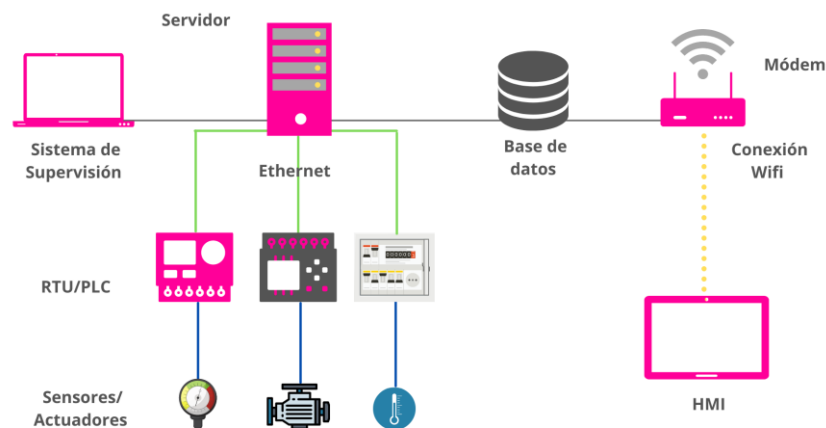 Servidor
Módem
Sistema de
Supervisión
Ethernet
Base de
datos
Conexión
Wifi
RTU/PLC
Sensores/
Actuadores
HMI